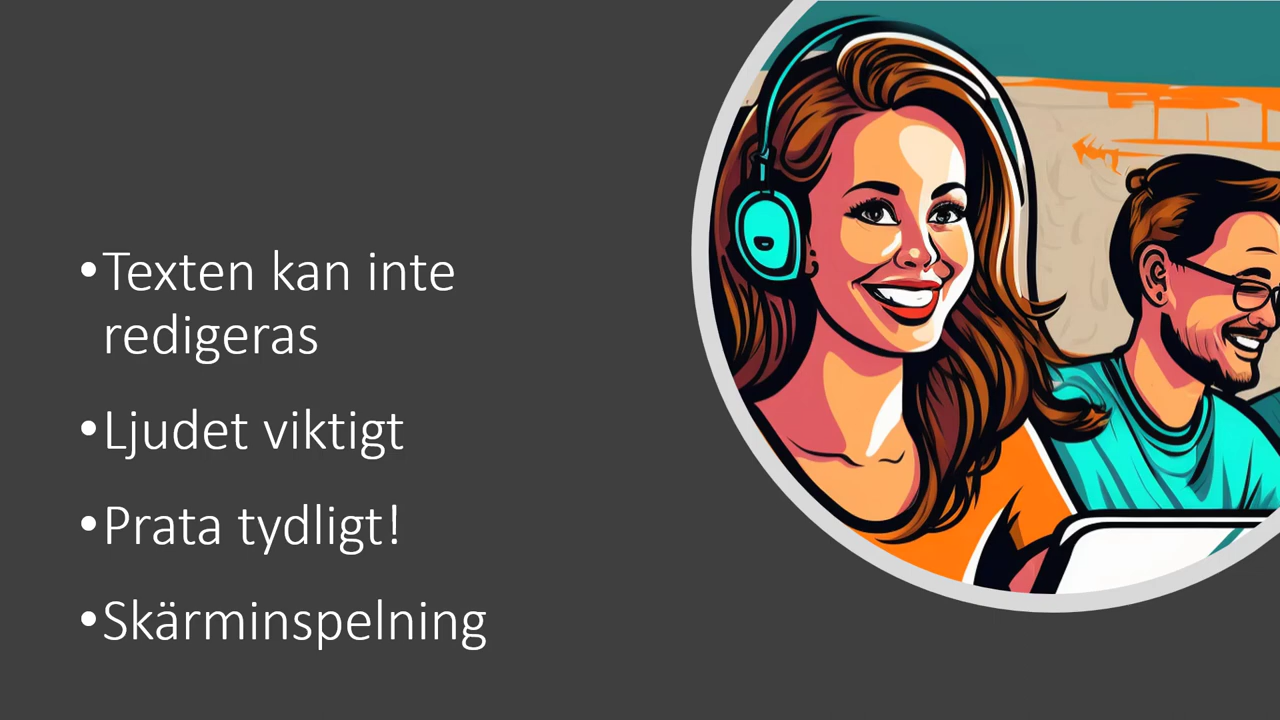 •Texten kan inte
redigeras
•Ljudet viktigt
•Prata tydligt!
•Skärminspelning